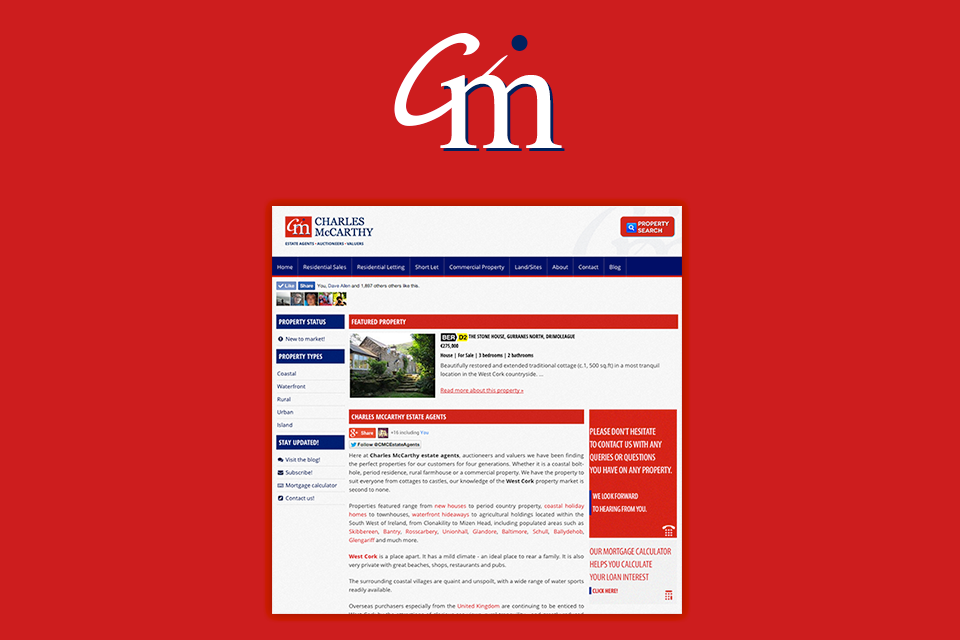 Cm
Cm CHARLES
McCARTHY
ESTATE AGENTS • AUCTIONEERS • VALUERS
PROPERTY
SEARCH
Home Residential Sales Residential Letting Short Let Commercial Property Land/Sites About Contact Blog
Like Share You, Dave Allen and 1,897 others like this.
PROPERTY STATUS
New to market!
PROPERTY TYPES
Coastal
Waterfront
Rural
Urban
Island
STAY UPDATED!
Visit the blog!
Subscribe!
Mortgage calculator
Contact us!
FEATURED PROPERTY
BER D2 THE STONE HOUSE, GURRANES NORTH, DRIMOLEAGUE
€275,000
House | For Sale | 3 bedrooms | 2 bathrooms
Beautifully restored and extended traditional cottage (c.1, 500 sq.ft) in a most tranquil
location in the West Cork countryside. ...
Read more about this property »
CHARLES MCCARTHY ESTATE AGENTS
Share +16 including You
Follow @CMCEstateAgents
Here at Charles McCarthy estate agents, auctioneers and valuers we have been finding
the perfect properties for our customers for four generations. Whether it is a coastal bolt-
hole, period residence, rural farmhouse or a commercial property. We have the property to
suit everyone from cottages to castles, our knowledge of the West Cork property market is
second to none.
Properties featured range from new houses to period country property, coastal holiday
homes to townhouses, waterfront hideaways to agricultural holdings located within the
South West of Ireland, from Clonakilty to Mizen Head, including populated areas such as
Skibbereen, Bantry, Rosscarbery, Unionhall, Glandore, Baltimore, Schull, Ballydehob,
Glengariff and much more.
West Cork is a place apart. It has a mild climate - an ideal place to rear a family. It is also
very private with great beaches, shops, restaurants and pubs.
The surrounding coastal villages are quaint and unspoilt, with a wide range of water sports
readily available.
Overseas purchasers especially from the United Kingdom are continuing to be enticed to
PLEASE DON'T HESITATE
TO CONTACT US WITH ANY
QUERIES OR QUESTIONS
YOU HAVE ON ANY PROPERTY.
WE LOOK FORWARD
TO HEARING FROM YOU.
OUR MORTGAGE CALCULATOR
HELPS YOU CALCULATE
YOUR LOAN INTEREST
CLICK HERE!